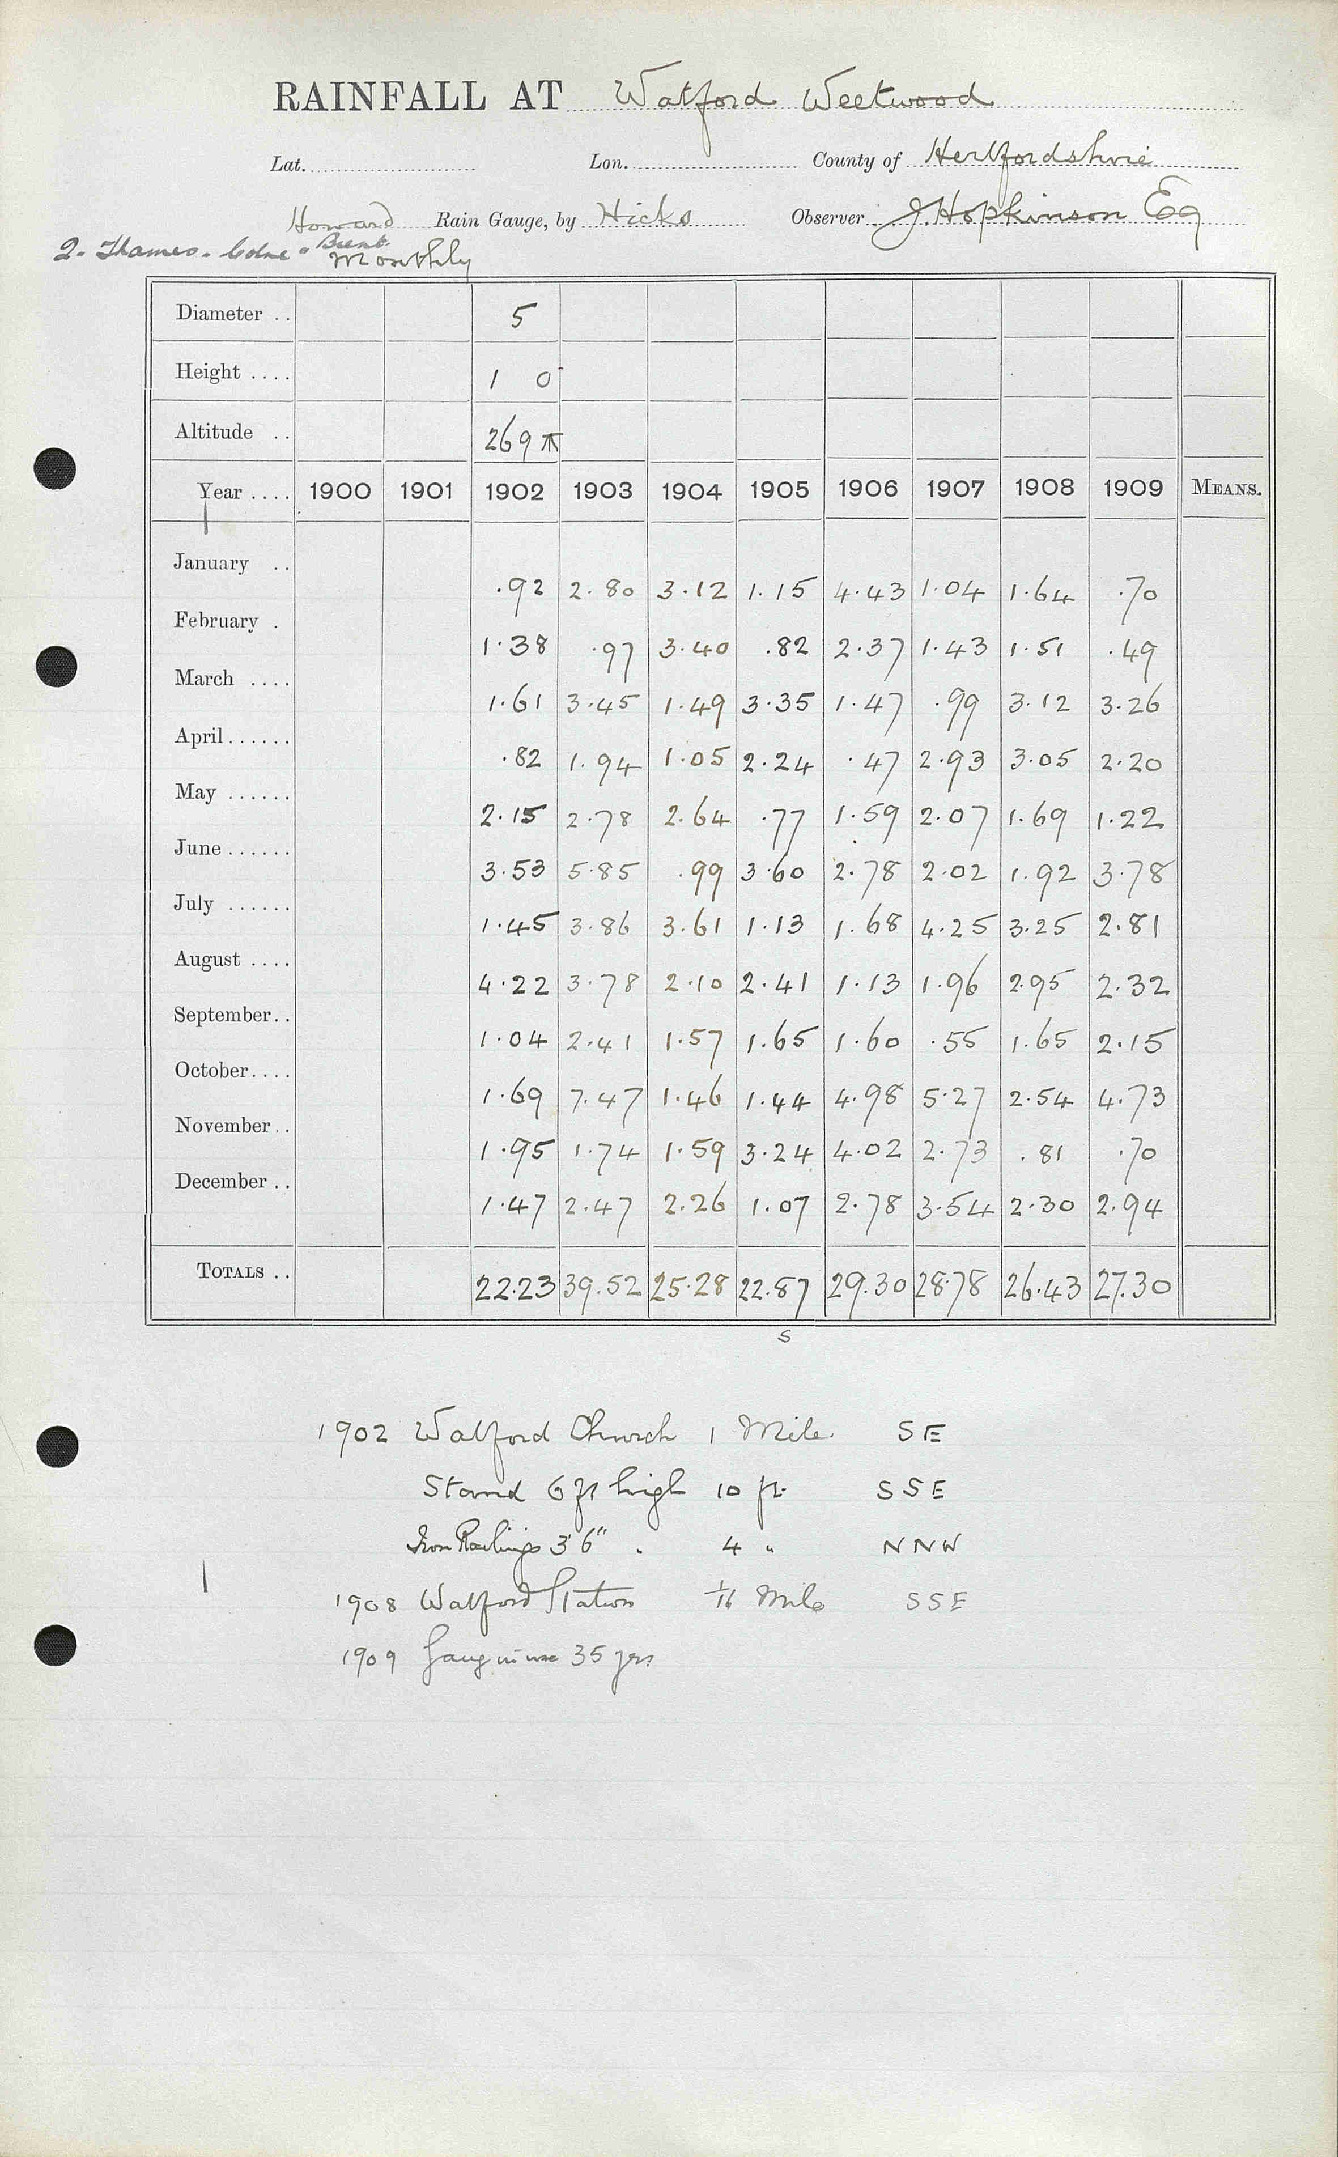 RAINFALL AT Watford Weetwood
Lat. Lon. County of Hertfordshire
Howard Rain Gauge, by Hicks Observer J. Hopkinson Esq
2. Thames. Colne & Brent. Monthly
Diameter .. 5
Height .... 1 0
Altitude .. 269
Year .... 1900 1901 1902 1903 1904 1905 1906 1907 1908 1909 MEANS.
January .. .92 2.80 3.12 1.15 4.43 1.04 1.64 .70
February . 1.38 .97 3.40 .82 2.37 1.43 1.51 .49
March .... 1.61 3.45 1.49 3.35 1.47 .99 3.12 3.26
April...... .82 1.94 1.05 2.24 .47 2.93 3.05 2.20
May ...... 2.15 2.78 2.64 .77 1.59 2.07 1.69 1.22
June ...... 3.53 5.85 .99 3.60 2.78 2.02 1.92 3.78
July ...... 1.45 3.86 3.61 1.13 1.68 4.25 3.25 2.81
August .... 4.22 3.78 2.10 2.41 1.13 1.96 2.95 2.32
September.. 1.04 2.41 1.57 1.65 1.60 .55 1.65 2.15
October.... 1.69 7.47 1.46 1.44 4.98 5.27 2.54 4.73
November.. 1.95 1.74 1.59 3.24 4.02 2.73 .81 .70
December .. 1.47 2.47 2.26 1.07 2.78 3.54 2.30 2.94
TOTALS .. 22.23 39.52 25.28 22.87 29.30 28.78 26.43 27.30
S
1902 Watford Church 1 Mile. SE
Stand 6 ft high 10 ft. SSE
Iron Railings 3'6" . 4 " NNW
1908 Watford Station 1/16 Mile SSE
1909 Gauge in use 35 yrs